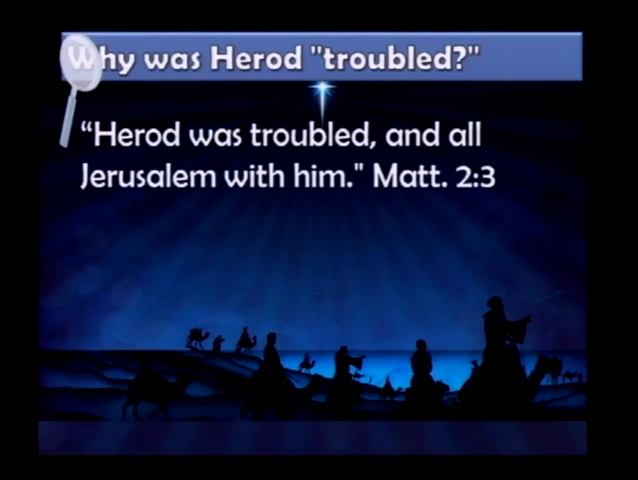 Why was Herod "troubled?"
“Herod was troubled, and all
Jerusalem with him." Matt. 2:3